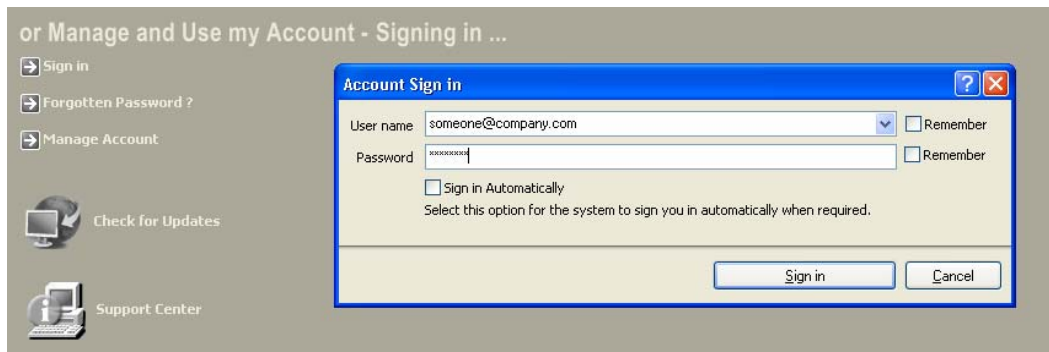 or Manage and Use my Account - Signing in ...
Sign in
Forgotten Password ?
Manage Account
Check for Updates
Support Center
Account Sign in
User name someone@company.com Remember
Password xxxxxxxx Remember
Sign in Automatically
Select this option for the system to sign you in automatically when required.
Sign in Cancel